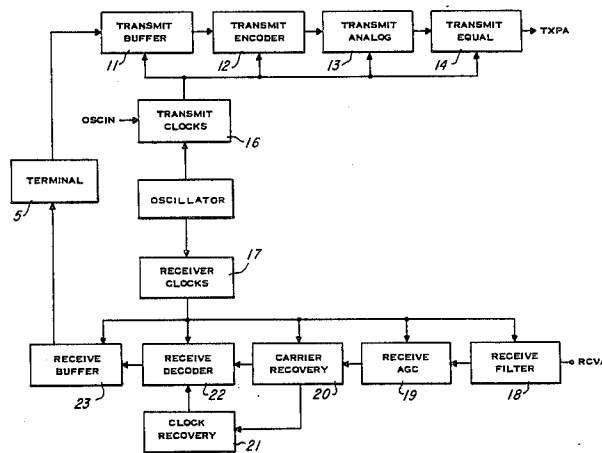 TRANSMIT
BUFFER
11
TRANSMIT
ENCODER
12
TRANSMIT
ANALOG
13
TRANSMIT
EQUAL
14
TXPA
OSCIN
TRANSMIT
CLOCKS
16
TERMINAL
5
OSCILLATOR
17
RECEIVER
CLOCKS
RECEIVE
BUFFER
23
RECEIVE
DECODER
22
CARRIER
RECOVERY
20
RECEIVE
AGC
19
RECEIVE
FILTER
18
RCVA
CLOCK
RECOVERY
21